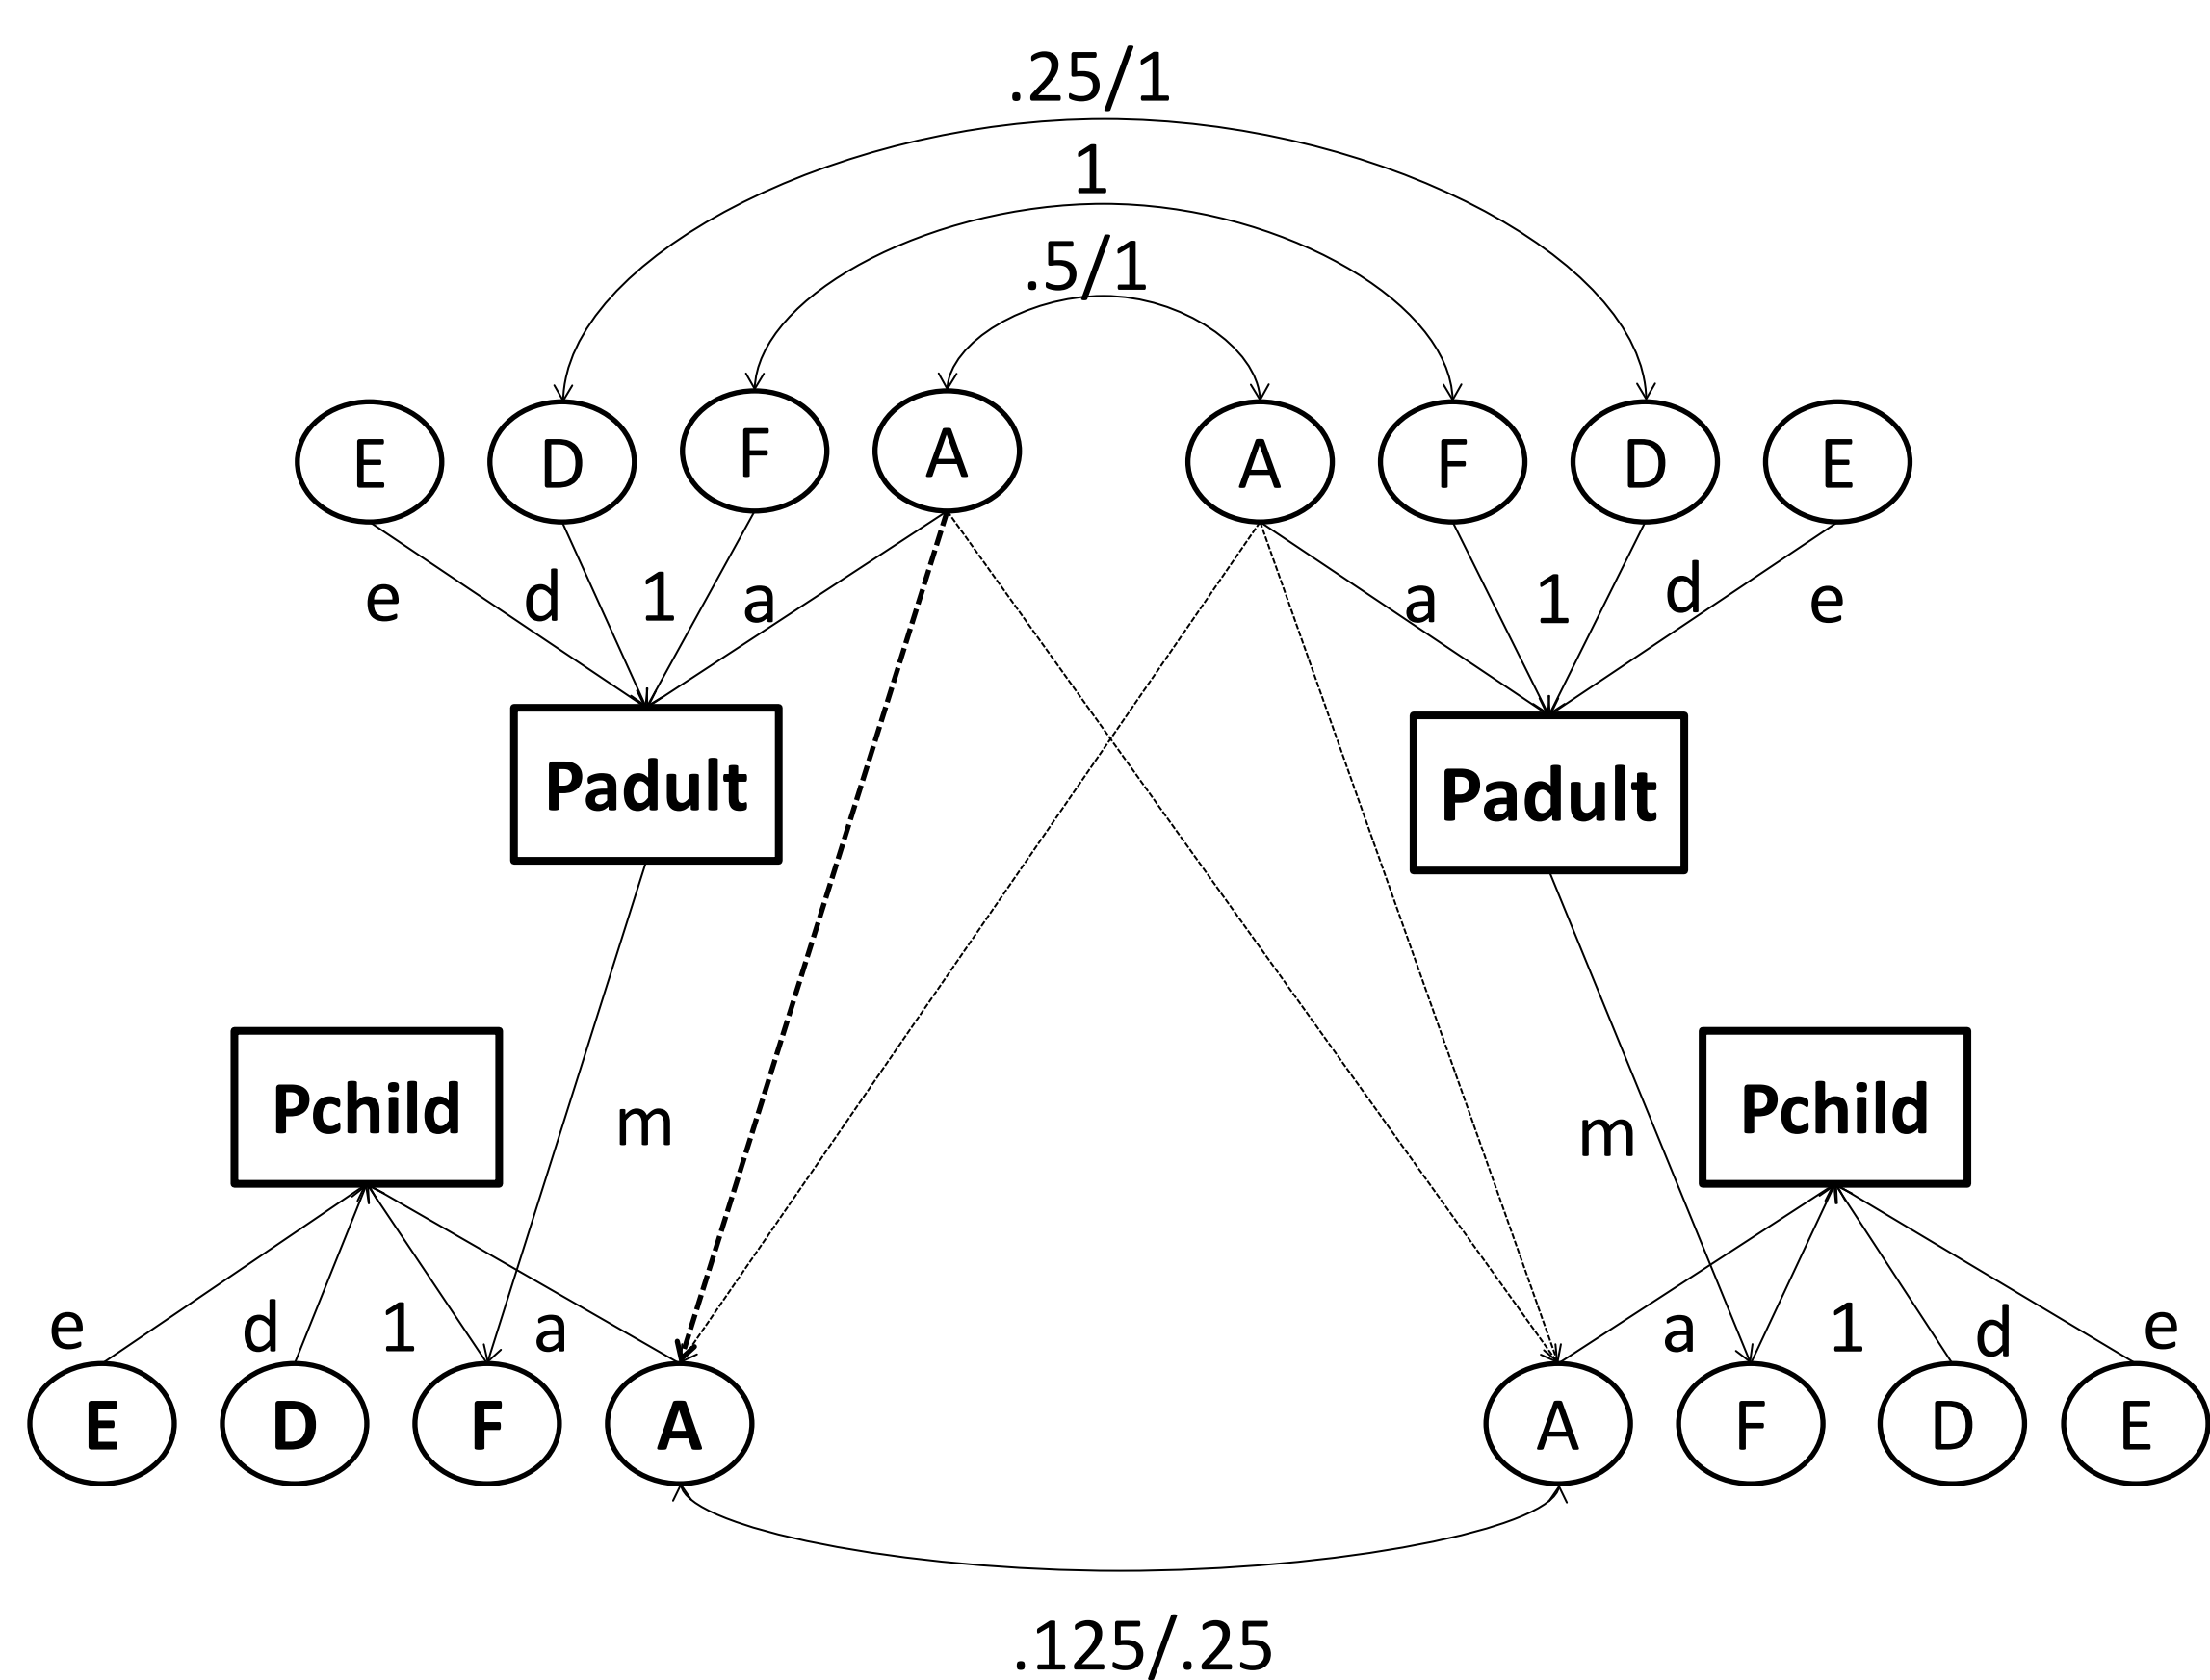 .25/1
1
.5/1
E D F A A F D E
e d 1 a a 1 d e
Padult Padult
Pchild Pchild
m m
e d 1 a a 1 d e
E D F A A F D E
.125/.25